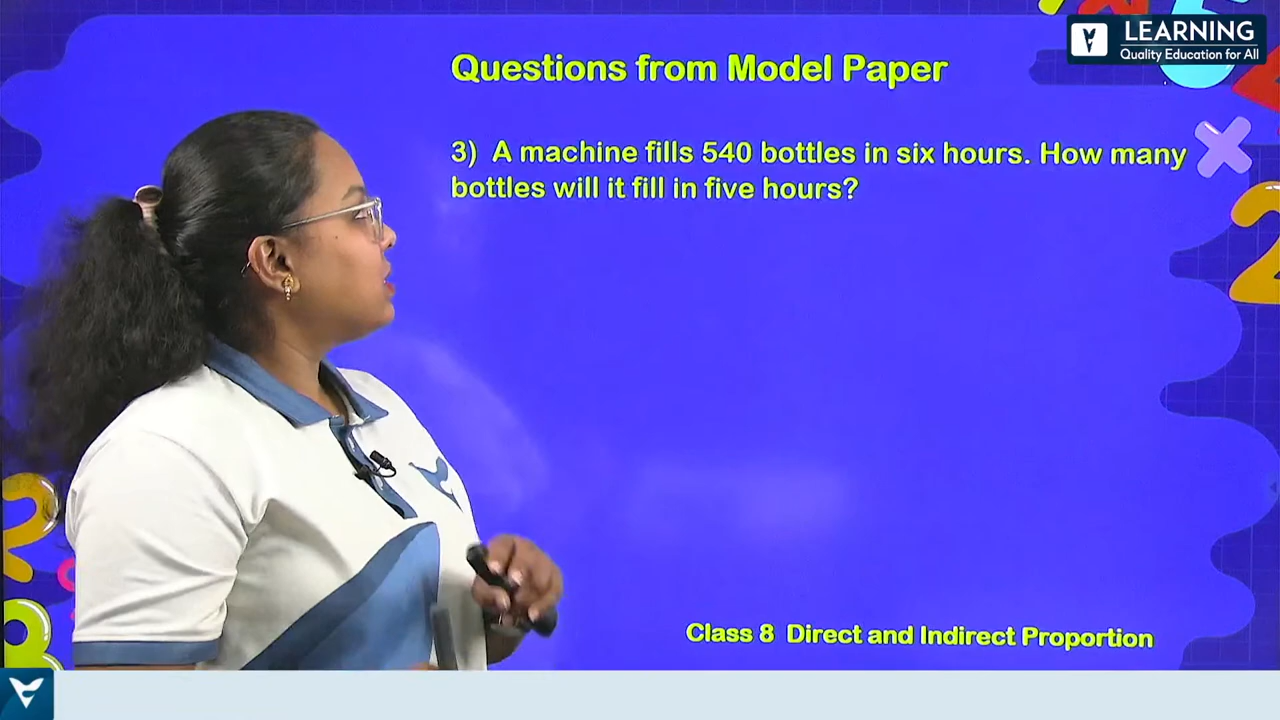 LEARNING
Quality Education for All
Questions from Model Paper
3) A machine fills 540 bottles in six hours. How many
bottles will it fill in five hours?
Class 8 Direct and Indirect Proportion